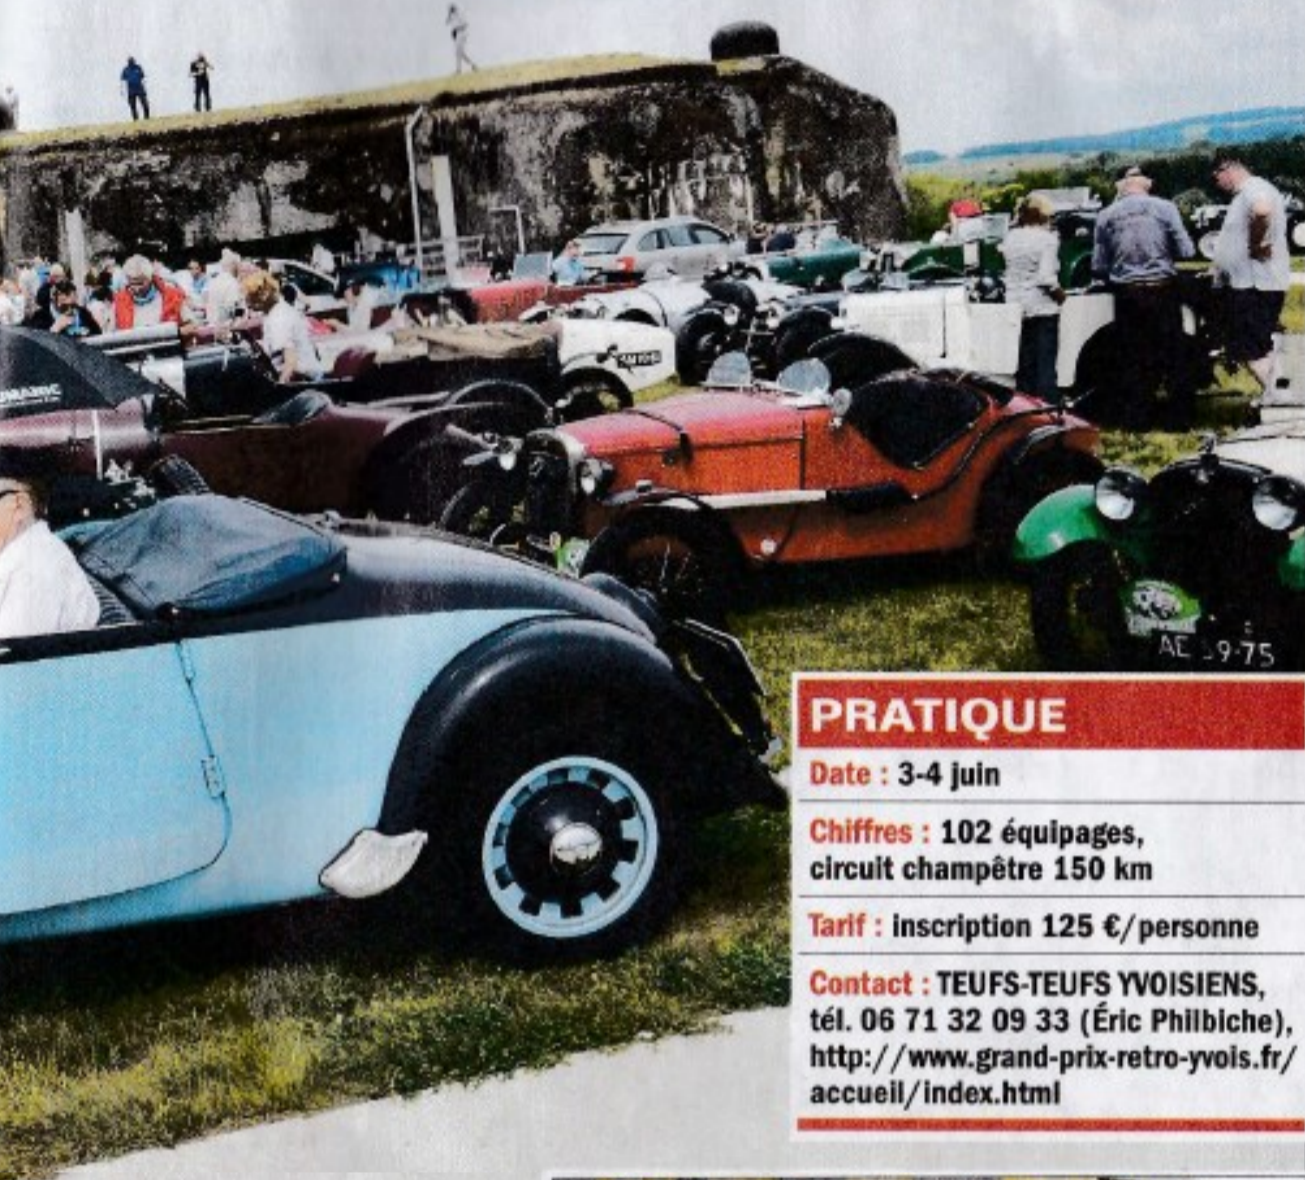 PRATIQUE
Date : 3-4 juin
Chiffres : 102 équipages,
circuit champêtre 150 km
Tarif : inscription 125 €/personne
Contact : TEUFS-TEUFS YVOISIENS,
tél. 06 71 32 09 33 (Éric Philbiche),
http://www.grand-prix-retro-yvois.fr/
accueil/index.html